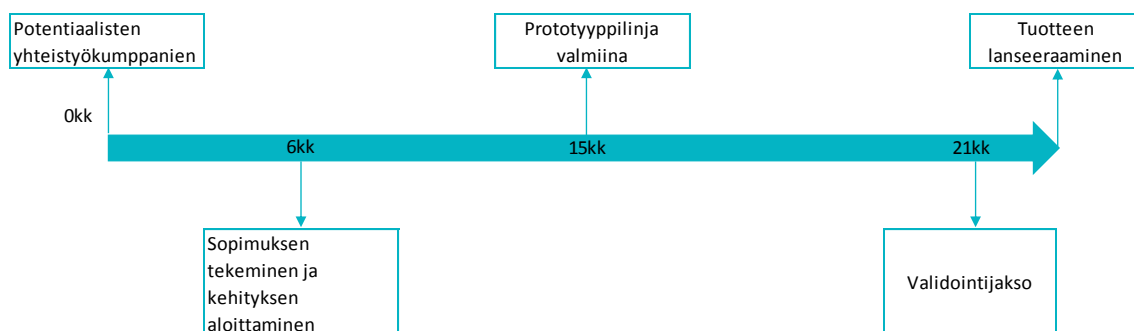 Potentiaalisten
yhteistyökumppanien
Prototyyppilinja
valmiina
Tuotteen
lanseeraaminen
0kk
6kk
15kk
21kk
Sopimuksen
tekeminen ja
kehityksen
aloittaminen
Validointijakso